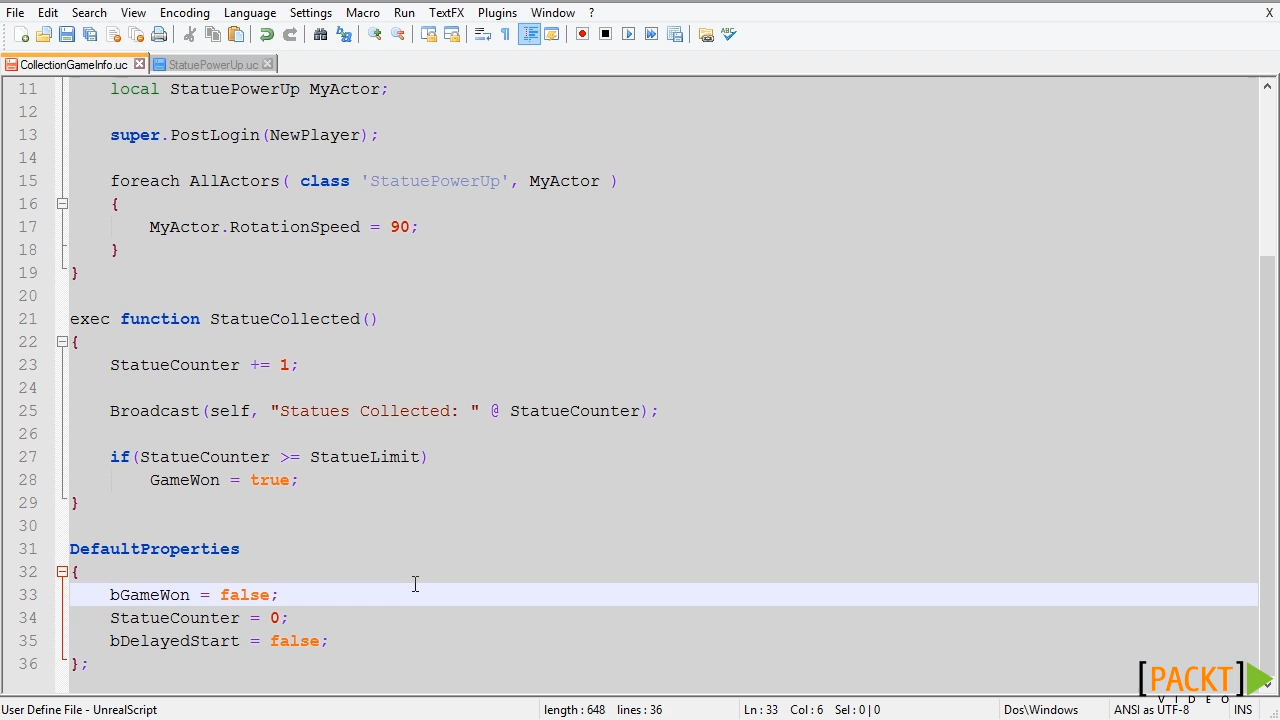 File Edit Search View Encoding Language Settings Macro Run TextFX Plugins Window ? X
CollectionGameInfo.uc StatuePowerUp.uc
11 local StatuePowerUp MyActor;
12
13 super.PostLogin(NewPlayer);
14
15 foreach AllActors( class 'StatuePowerUp', MyActor )
16 {
17 MyActor.RotationSpeed = 90;
18 }
19 }
20
21 exec function StatueCollected()
22 {
23 StatueCounter += 1;
24
25 Broadcast(self, "Statues Collected: " @ StatueCounter);
26
27 if(StatueCounter >= StatueLimit)
28 GameWon = true;
29 }
30
31 DefaultProperties
32 {
33 bGameWon = false;
34 StatueCounter = 0;
35 bDelayedStart = false;
36 };
[PACKT]
VIDEO
User Define File - UnrealScript length : 648 lines : 36 Ln : 33 Col : 6 Sel : 0 | 0 Dos\Windows ANSI as UTF-8 INS